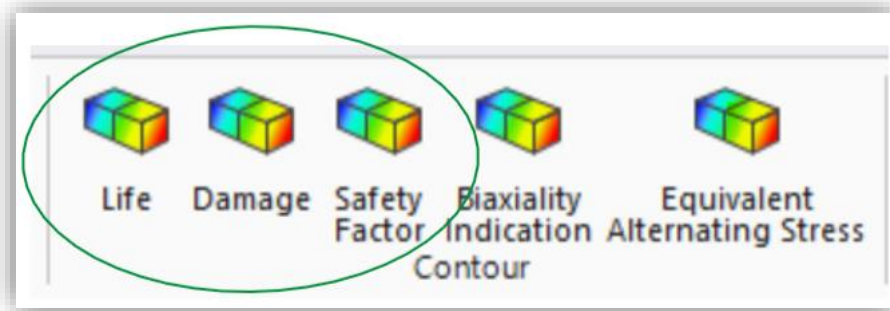 Life Damage Safety Biaxiality Equivalent
Factor Indication Alternating Stress
Contour